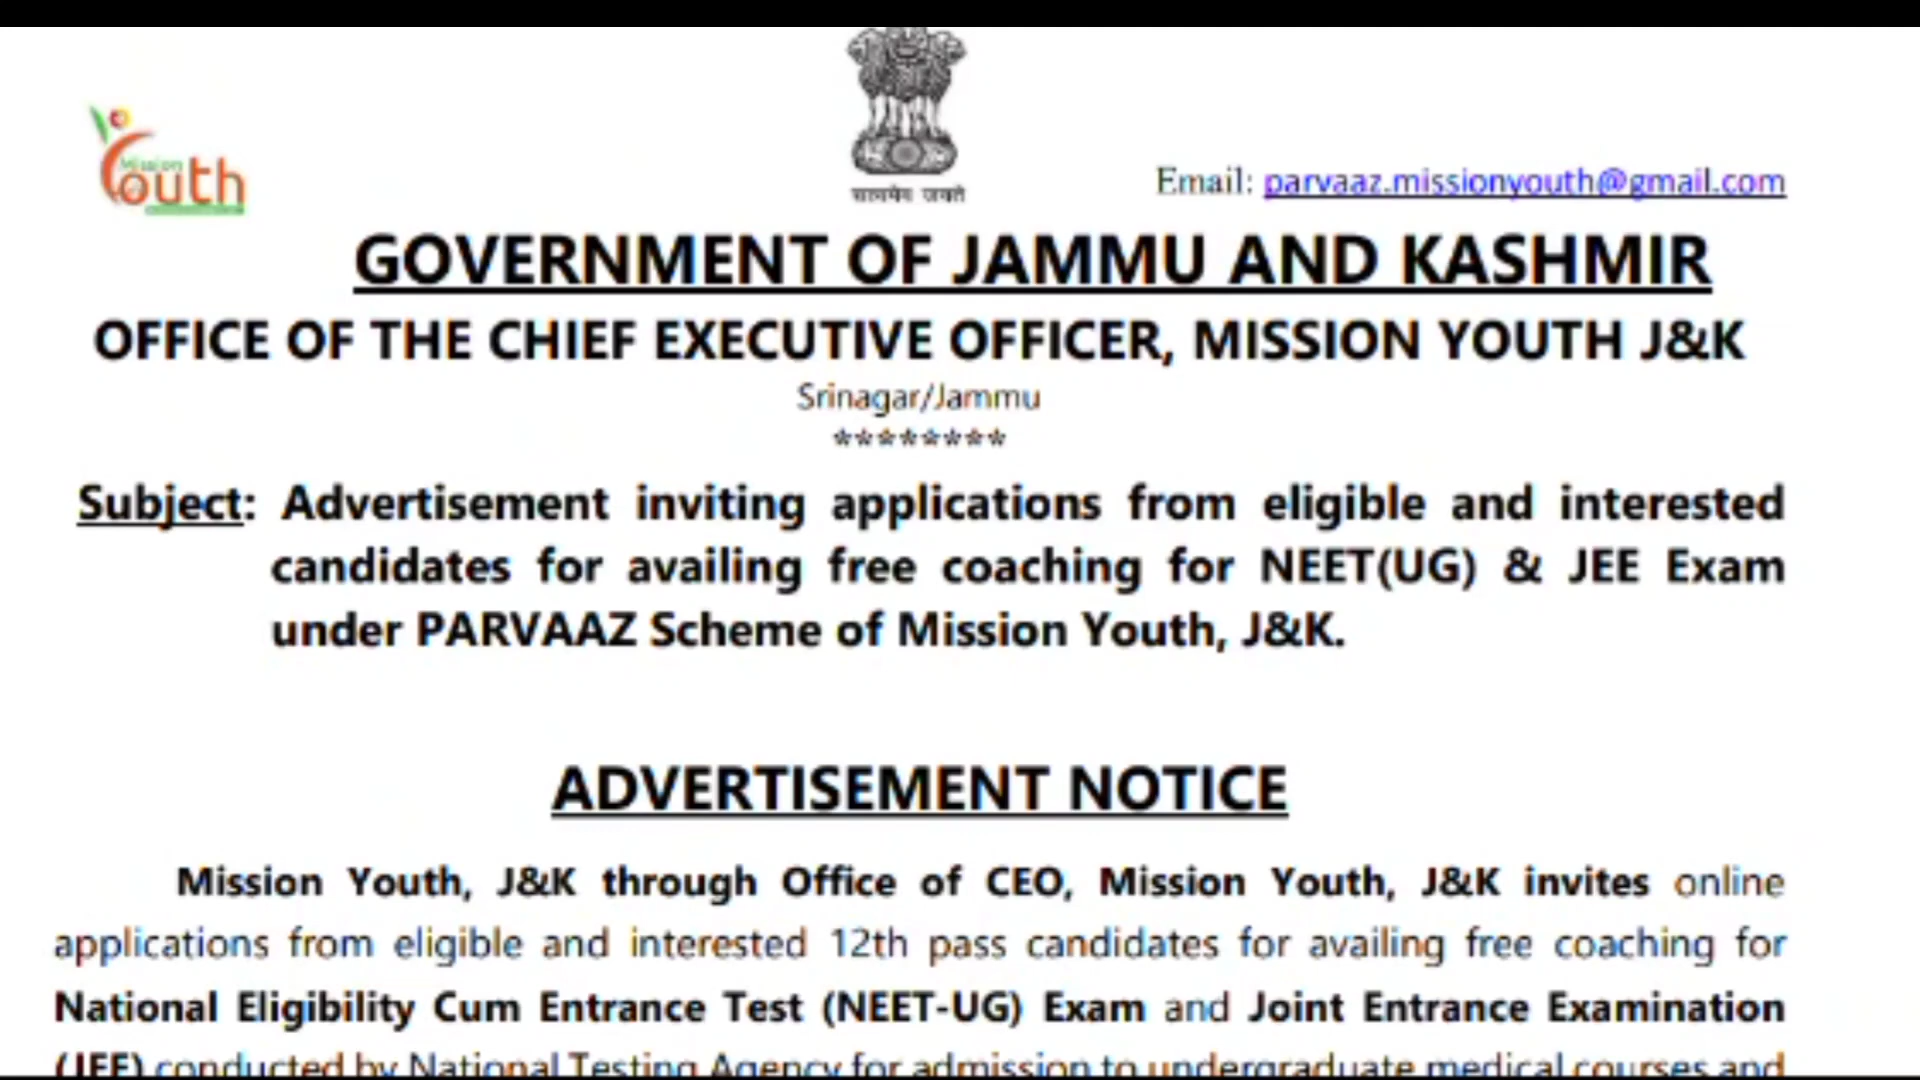 Mission
Youth
सत्यमेव जयते
Email: parvaaz.missionyouth@gmail.com
GOVERNMENT OF JAMMU AND KASHMIR
OFFICE OF THE CHIEF EXECUTIVE OFFICER, MISSION YOUTH J&K
Srinagar/Jammu
********
Subject: Advertisement inviting applications from eligible and interested
candidates for availing free coaching for NEET(UG) & JEE Exam
under PARVAAZ Scheme of Mission Youth, J&K.
ADVERTISEMENT NOTICE
Mission Youth, J&K through Office of CEO, Mission Youth, J&K invites online
applications from eligible and interested 12th pass candidates for availing free coaching for
National Eligibility Cum Entrance Test (NEET-UG) Exam and Joint Entrance Examination
(JEE) conducted by National Testing Agency for admission to undergraduate medical courses and